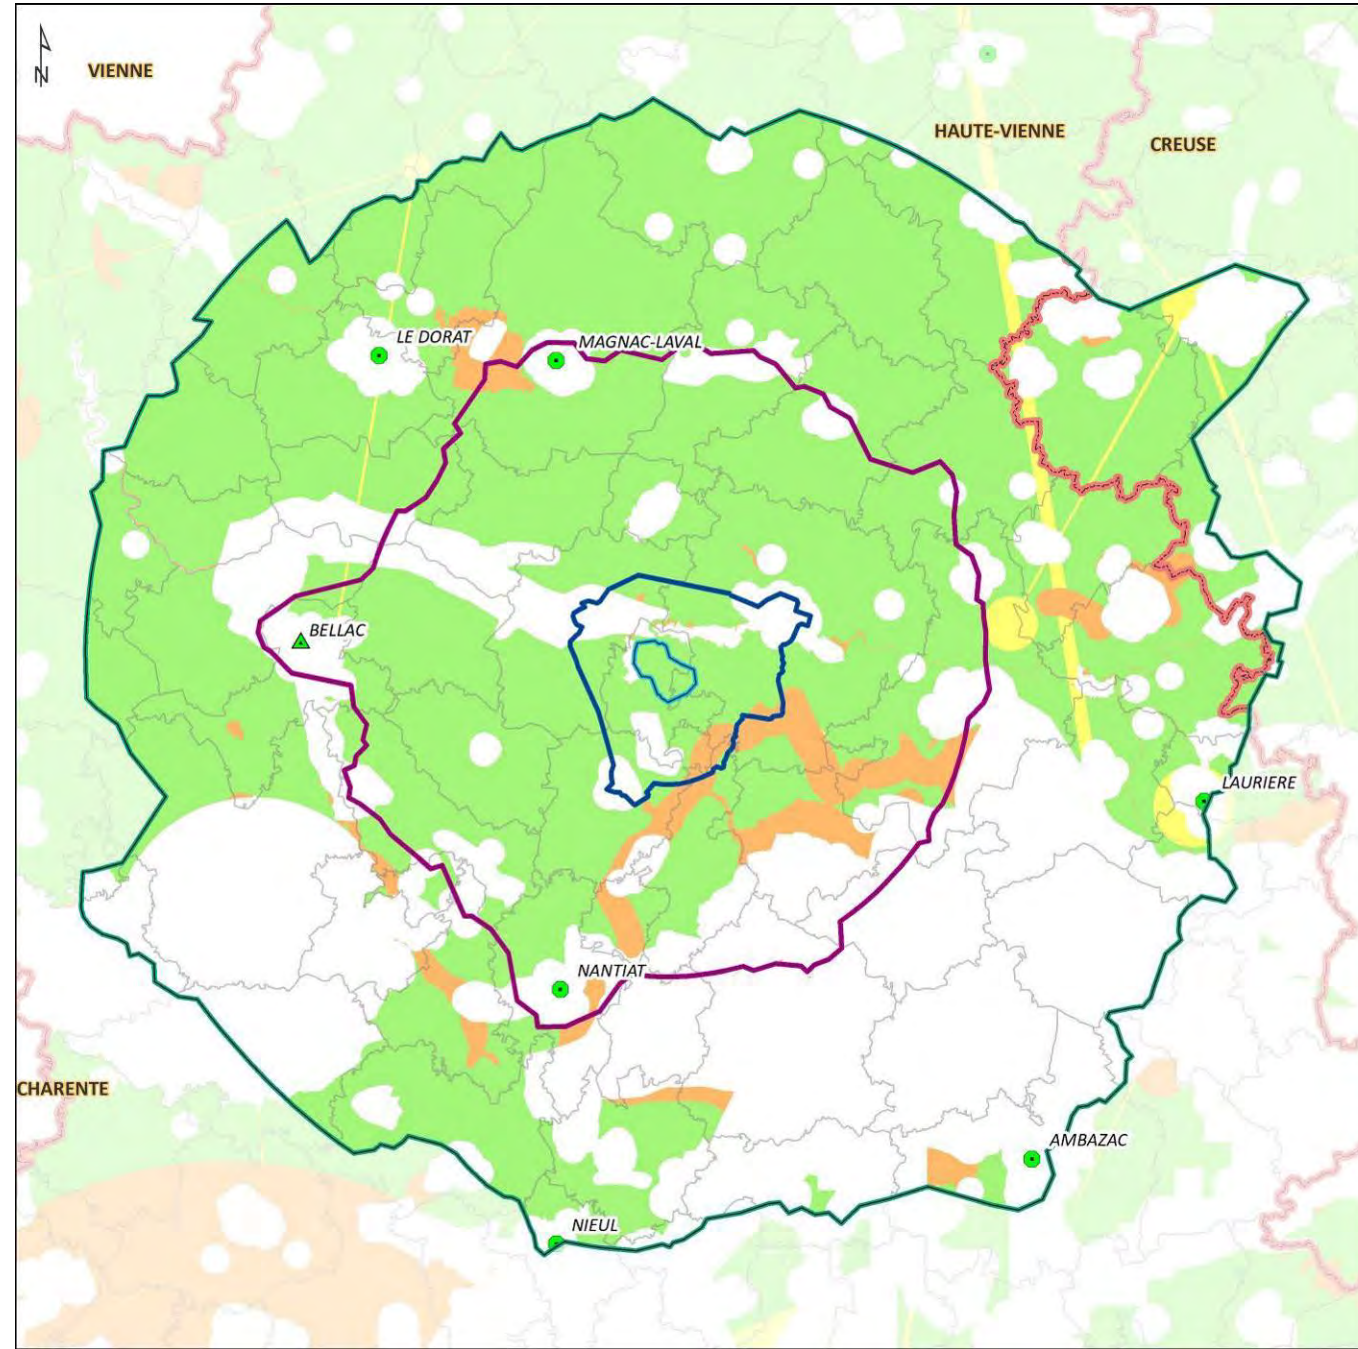 N
VIENNE
HAUTE-VIENNE
CREUSE
LE DORAT
MAGNAC-LAVAL
BELLAC
LAURIERE
NANTIAT
CHARENTE
AMBAZAC
NIEUL